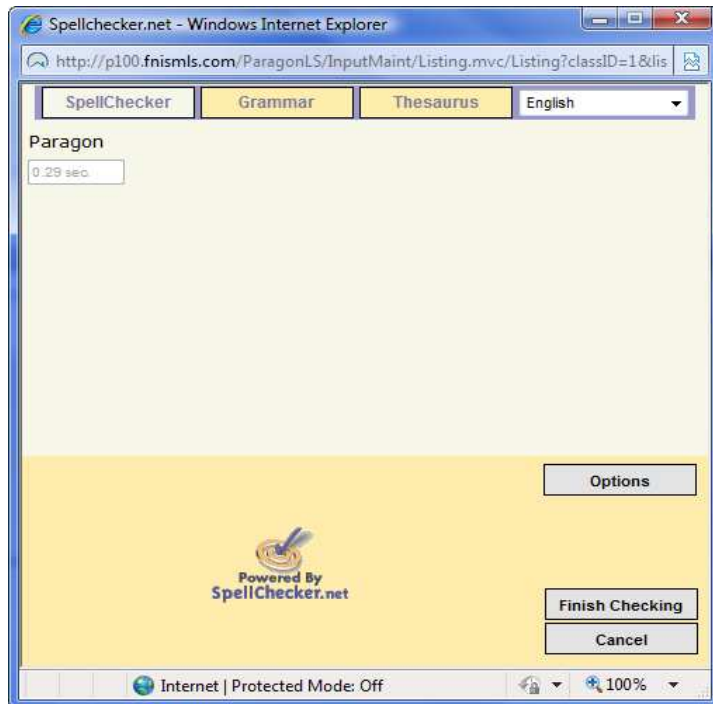 Spellchecker.net - Windows Internet Explorer
http://p100.fnismls.com/ParagonLS/InputMaint/Listing.mvc/Listing?classID=1&lis
SpellChecker Grammar Thesaurus English
Paragon
0.29 sec.
Options
Powered By
SpellChecker.net
Finish Checking
Cancel
Internet | Protected Mode: Off 100%